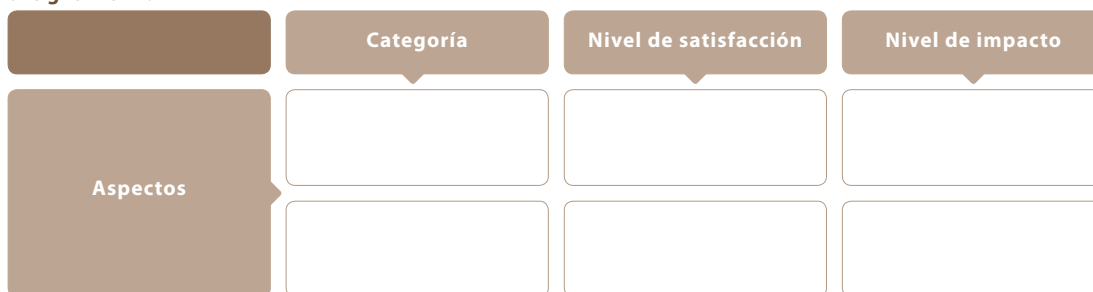 Categoría
Nivel de satisfacción
Nivel de impacto
Aspectos